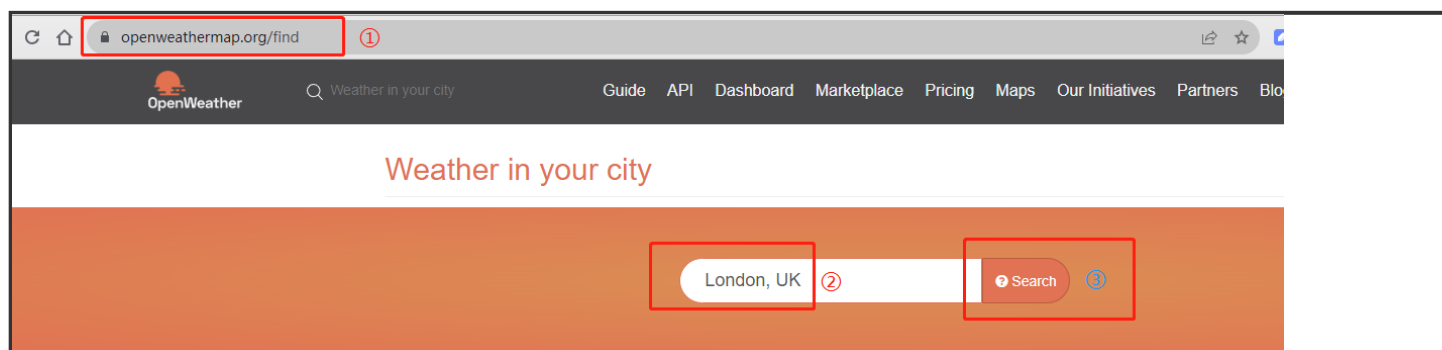 openweathermap.org/find ①
OpenWeather Weather in your city Guide API Dashboard Marketplace Pricing Maps Our Initiatives Partners
Weather in your city
London, UK ② Search ③